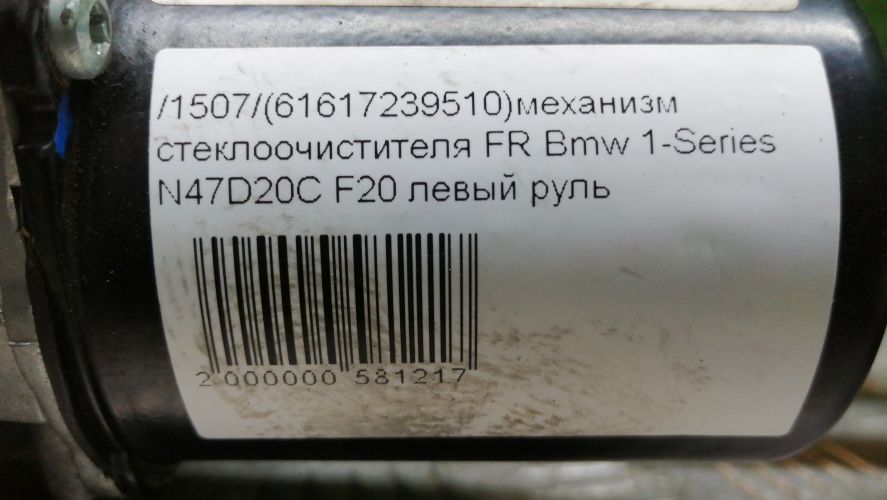 /1507/(61617239510)механизм
стеклоочистителя FR Bmw 1-Series
N47D20C F20 левый руль
2 000000 581217